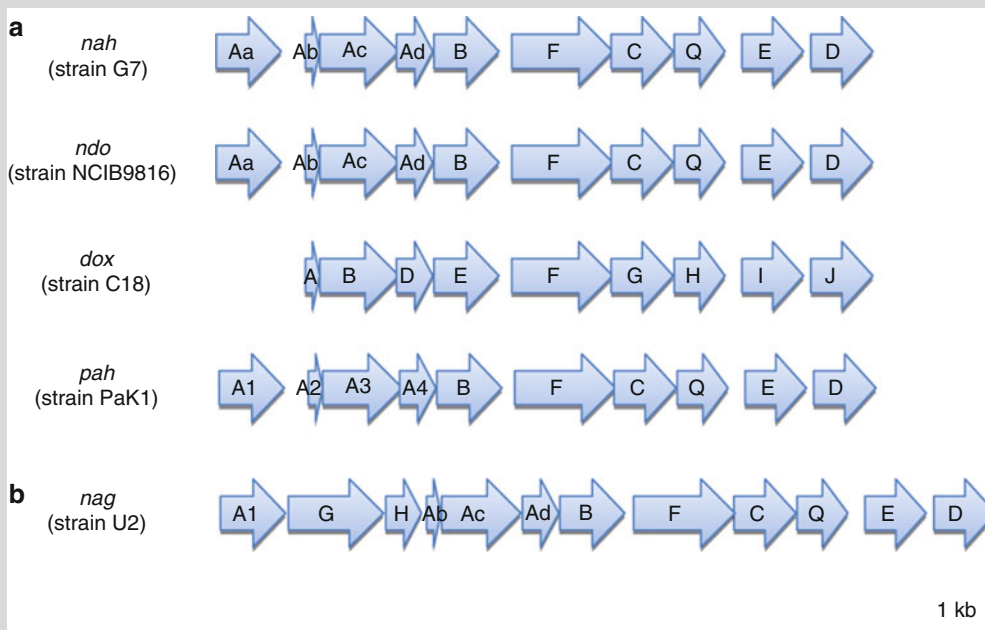 a
nah
(strain G7)
Aa Ab Ac Ad B F C Q E D
ndo
(strain NCIB9816)
Aa Ab Ac Ad B F C Q E D
dox
(strain C18)
A B D E F G H I J
pah
(strain PaK1)
A1 A2 A3 A4 B F C Q E D
b
nag
(strain U2)
A1 G H Ab Ac Ad B F C Q E D
1 kb